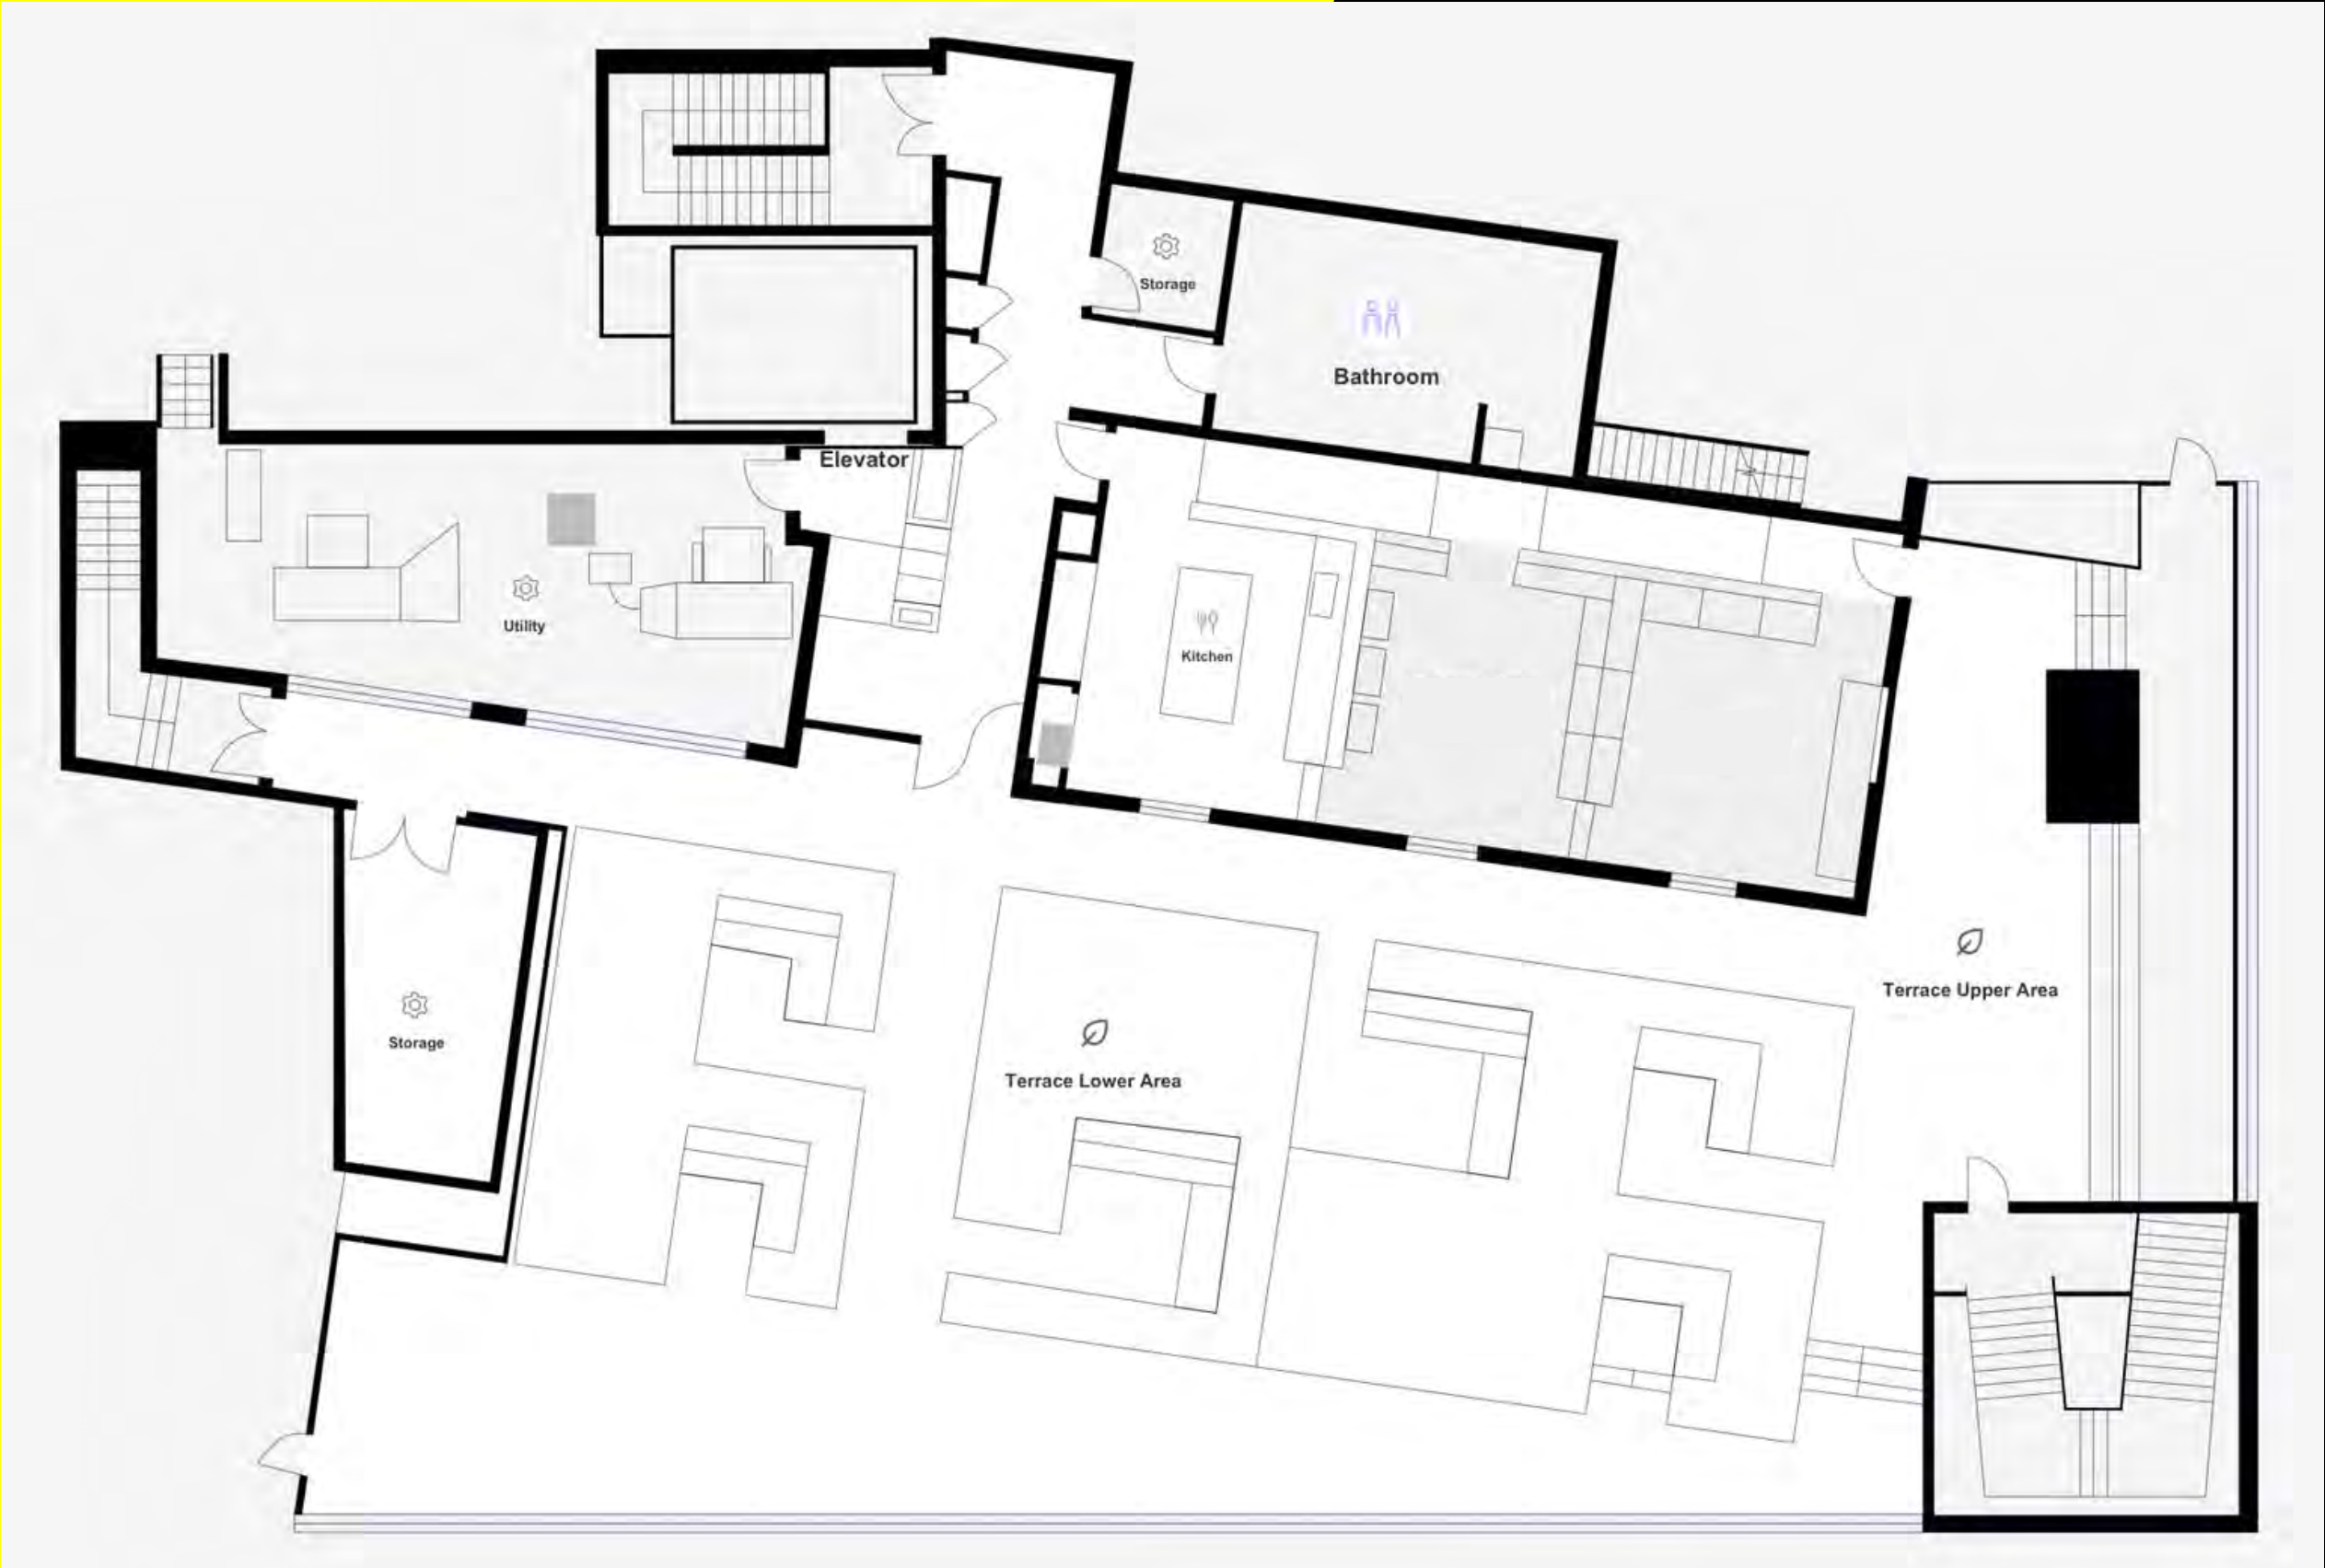 Storage
Bathroom
Elevator
Utility
Kitchen
Terrace Upper Area
Storage
Terrace Lower Area